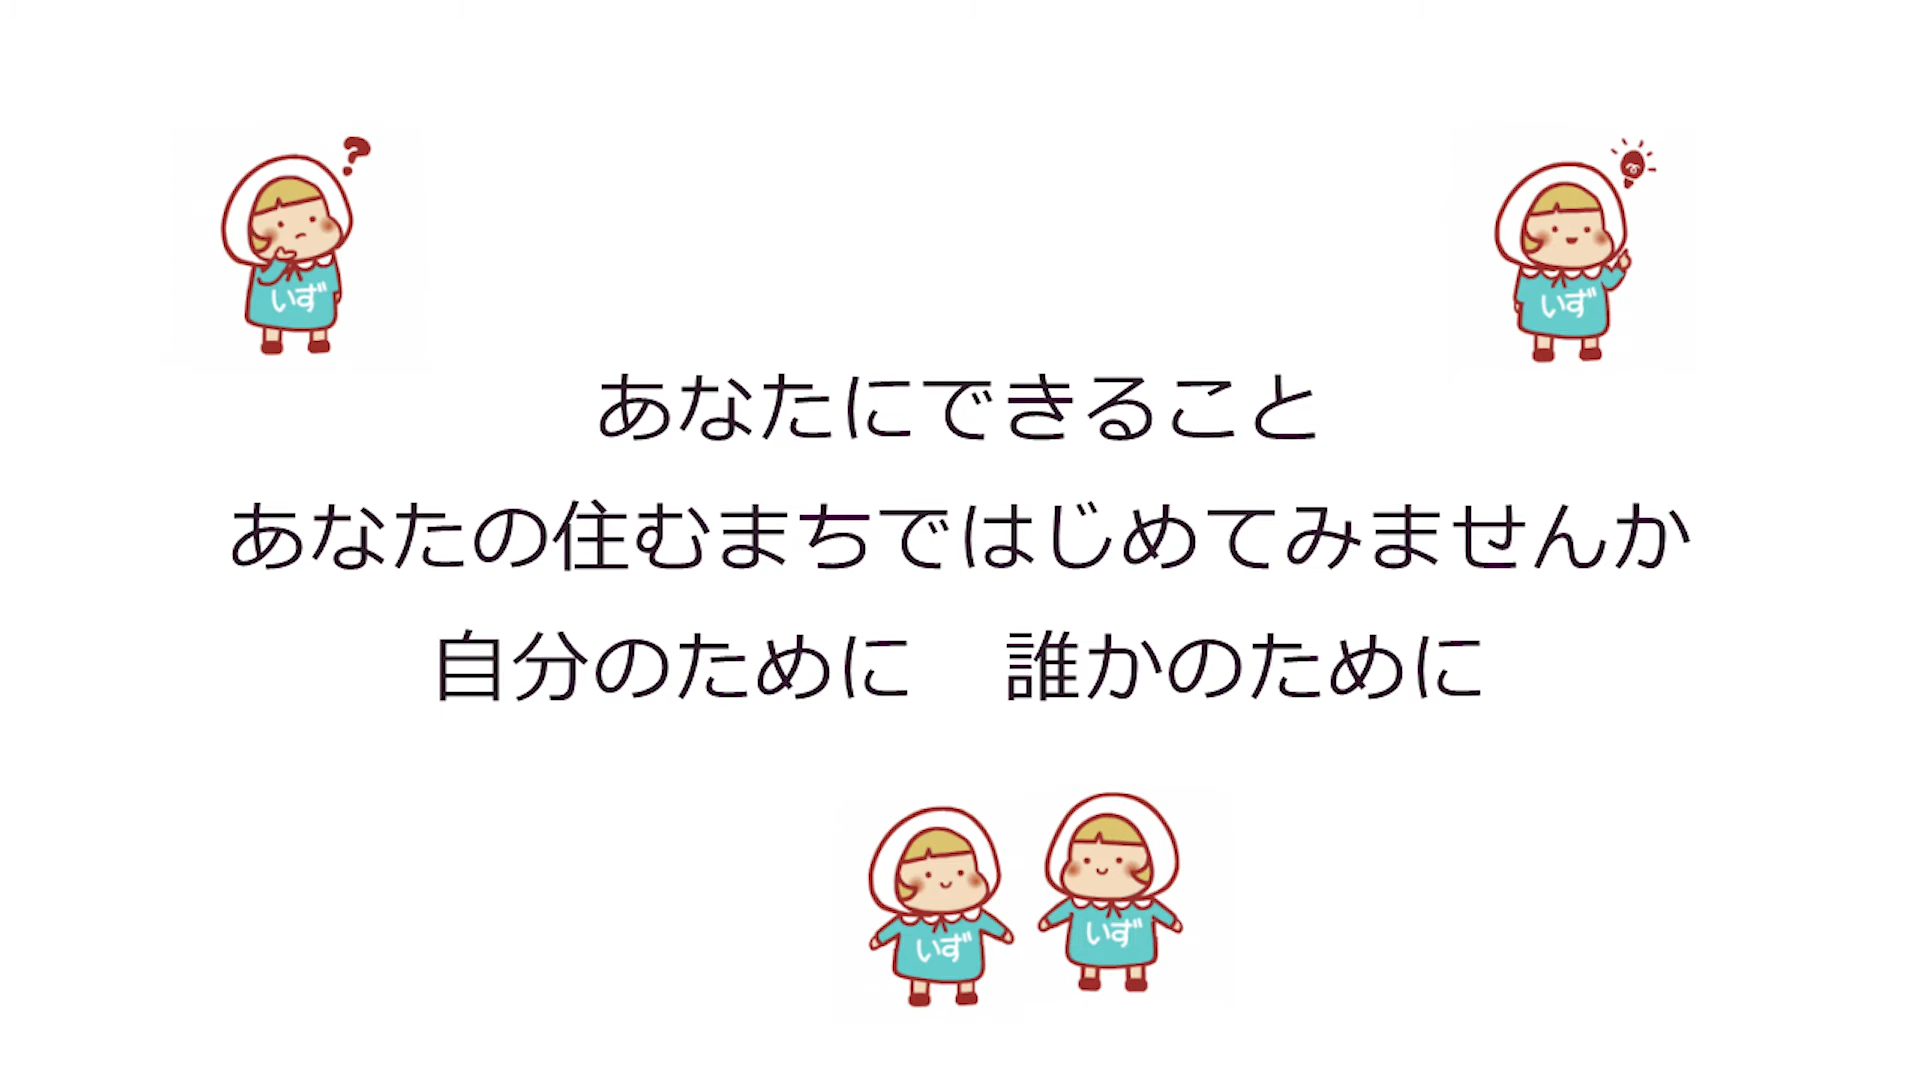 ?
いず
いず
あなたにできること
あなたの住むまちではじめてみませんか
自分のために　誰かのために
いず
いず